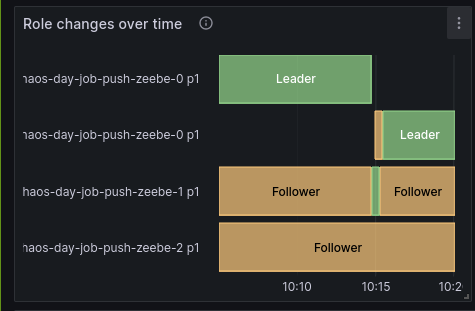 Role changes over time
haos-day-job-push-zeebe-0 p1
Leader
haos-day-job-push-zeebe-0 p1
Leader
haos-day-job-push-zeebe-1 p1
Follower
Follower
haos-day-job-push-zeebe-2 p1
Follower
10:10
10:15
10:2